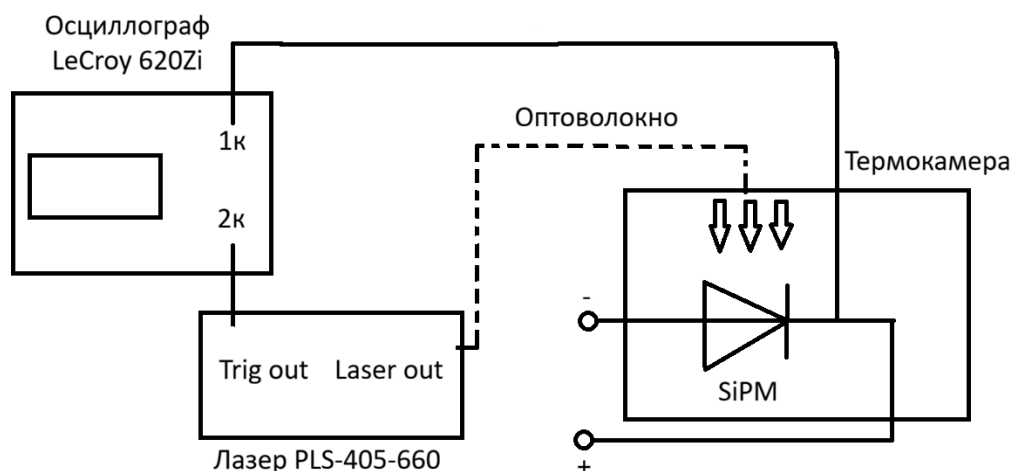 Осциллограф
LeCroy 620Zi
1к
Оптоволокно
Термокамера
2к
-
Trig out Laser out
SiPM
+
Лазер PLS-405-660